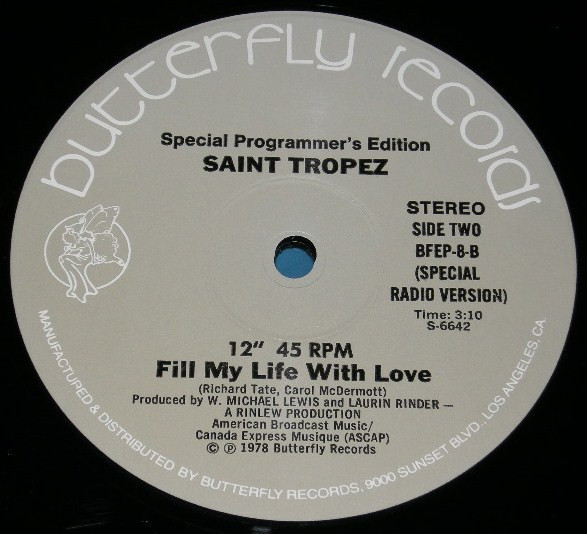 butterfly records
Special Programmer's Edition
SAINT TROPEZ
STEREO
SIDE TWO
BFEP-8-B
(SPECIAL
RADIO VERSION)
Time: 3:10
S-6642
12" 45 RPM
Fill My Life With Love
(Richard Tate, Carol McDermott)
Produced by W. MICHAEL LEWIS and LAURIN RINDER —
A RINLEW PRODUCTION
American Broadcast Music/
Canada Express Musique (ASCAP)
© ℗ 1978 Butterfly Records
MANUFACTURED & DISTRIBUTED BY BUTTERFLY RECORDS, 9000 SUNSET BLVD., LOS ANGELES, CA